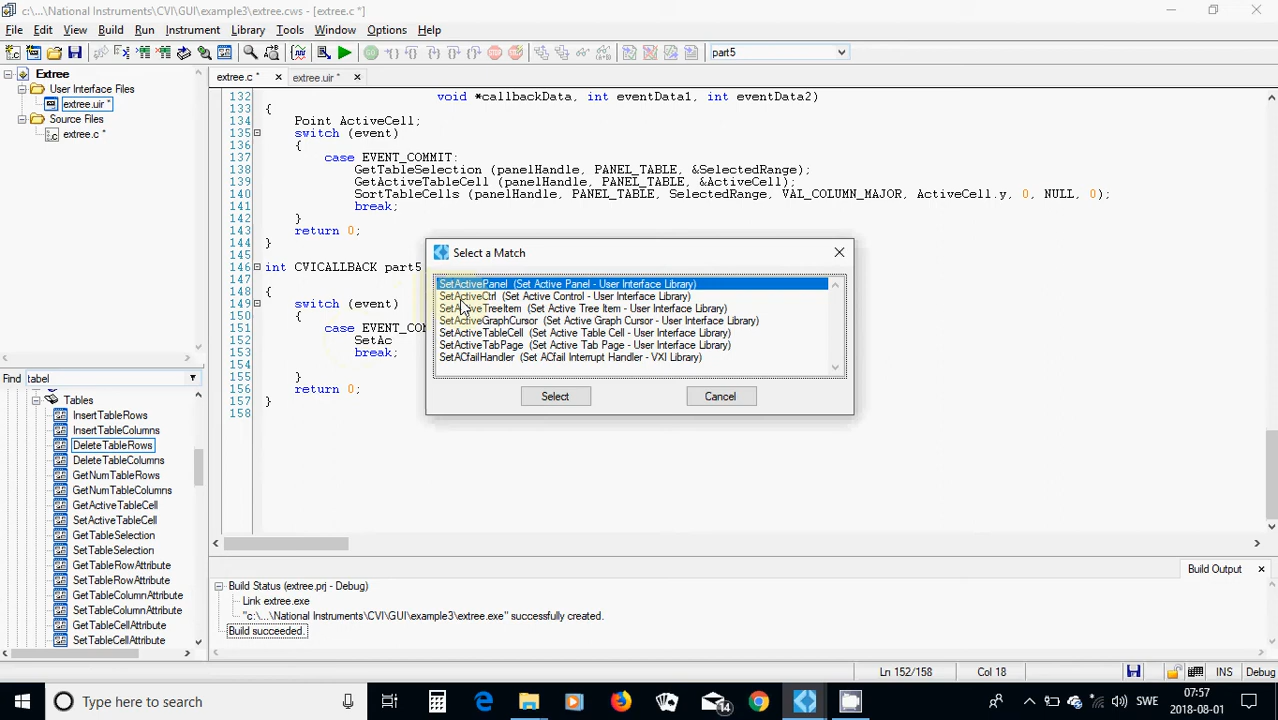 c:\...\National Instruments\CVI\GUI\example3\extree.cws - [extree.c *]
File Edit View Build Run Instrument Library Tools Window Options Help
part5
Extree
User Interface Files
extree.uir *
Source Files
extree.c *
extree.c * extree.uir *
132 void *callbackData, int eventData1, int eventData2)
133 {
134 Point ActiveCell;
135 switch (event)
136 {
137 case EVENT_COMMIT:
138 GetTableSelection (panelHandle, PANEL_TABLE, &SelectedRange);
139 GetActiveTableCell (panelHandle, PANEL_TABLE, &ActiveCell);
140 SortTableCells (panelHandle, PANEL_TABLE, SelectedRange, VAL_COLUMN_MAJOR, ActiveCell.y, 0, NULL, 0);
141 break;
142 }
143 return 0;
144 }
145
146 int CVICALLBACK part5
147
148 {
149 switch (event)
150 {
151 case EVENT_CO
152 SetAc
153 break;
154
155 }
156 return 0;
157 }
158
Select a Match
SetActivePanel (Set Active Panel - User Interface Library)
SetActiveCtrl (Set Active Control - User Interface Library)
SetActiveTreeItem (Set Active Tree Item - User Interface Library)
SetActiveGraphCursor (Set Active Graph Cursor - User Interface Library)
SetActiveTableCell (Set Active Table Cell - User Interface Library)
SetActiveTabPage (Set Active Tab Page - User Interface Library)
SetACfailHandler (Set ACfail Interrupt Handler - VXI Library)
Select Cancel
Find tabel
Tables
InsertTableRows
InsertTableColumns
DeleteTableRows
DeleteTableColumns
GetNumTableRows
GetNumTableColumns
GetActiveTableCell
SetActiveTableCell
GetTableSelection
SetTableSelection
GetTableRowAttribute
SetTableRowAttribute
GetTableColumnAttribute
SetTableColumnAttribute
GetTableCellAttribute
SetTableCellAttribute
Build Output
Build Status (extree.prj - Debug)
Link extree.exe
"c:\...\National Instruments\CVI\GUI\example3\extree.exe" successfully created.
Build succeeded.
Ln 152/158 Col 18 INS Debug
Type here to search
14
SWE
07:57
2018-08-01